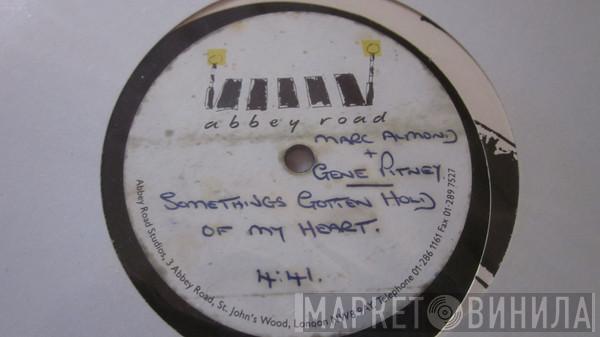 abbey road
MARC ALMOND
+
GENE PITNEY.
SOMETHINGS GOTTEN HOLD
OF MY HEART.
4:41.
Abbey Road Studios, 3 Abbey Road, St. John's Wood, London NW8 9AY. Telephone 01-286 1161 Fax 01-289 7527
МАРКЕТ ВИНИЛА